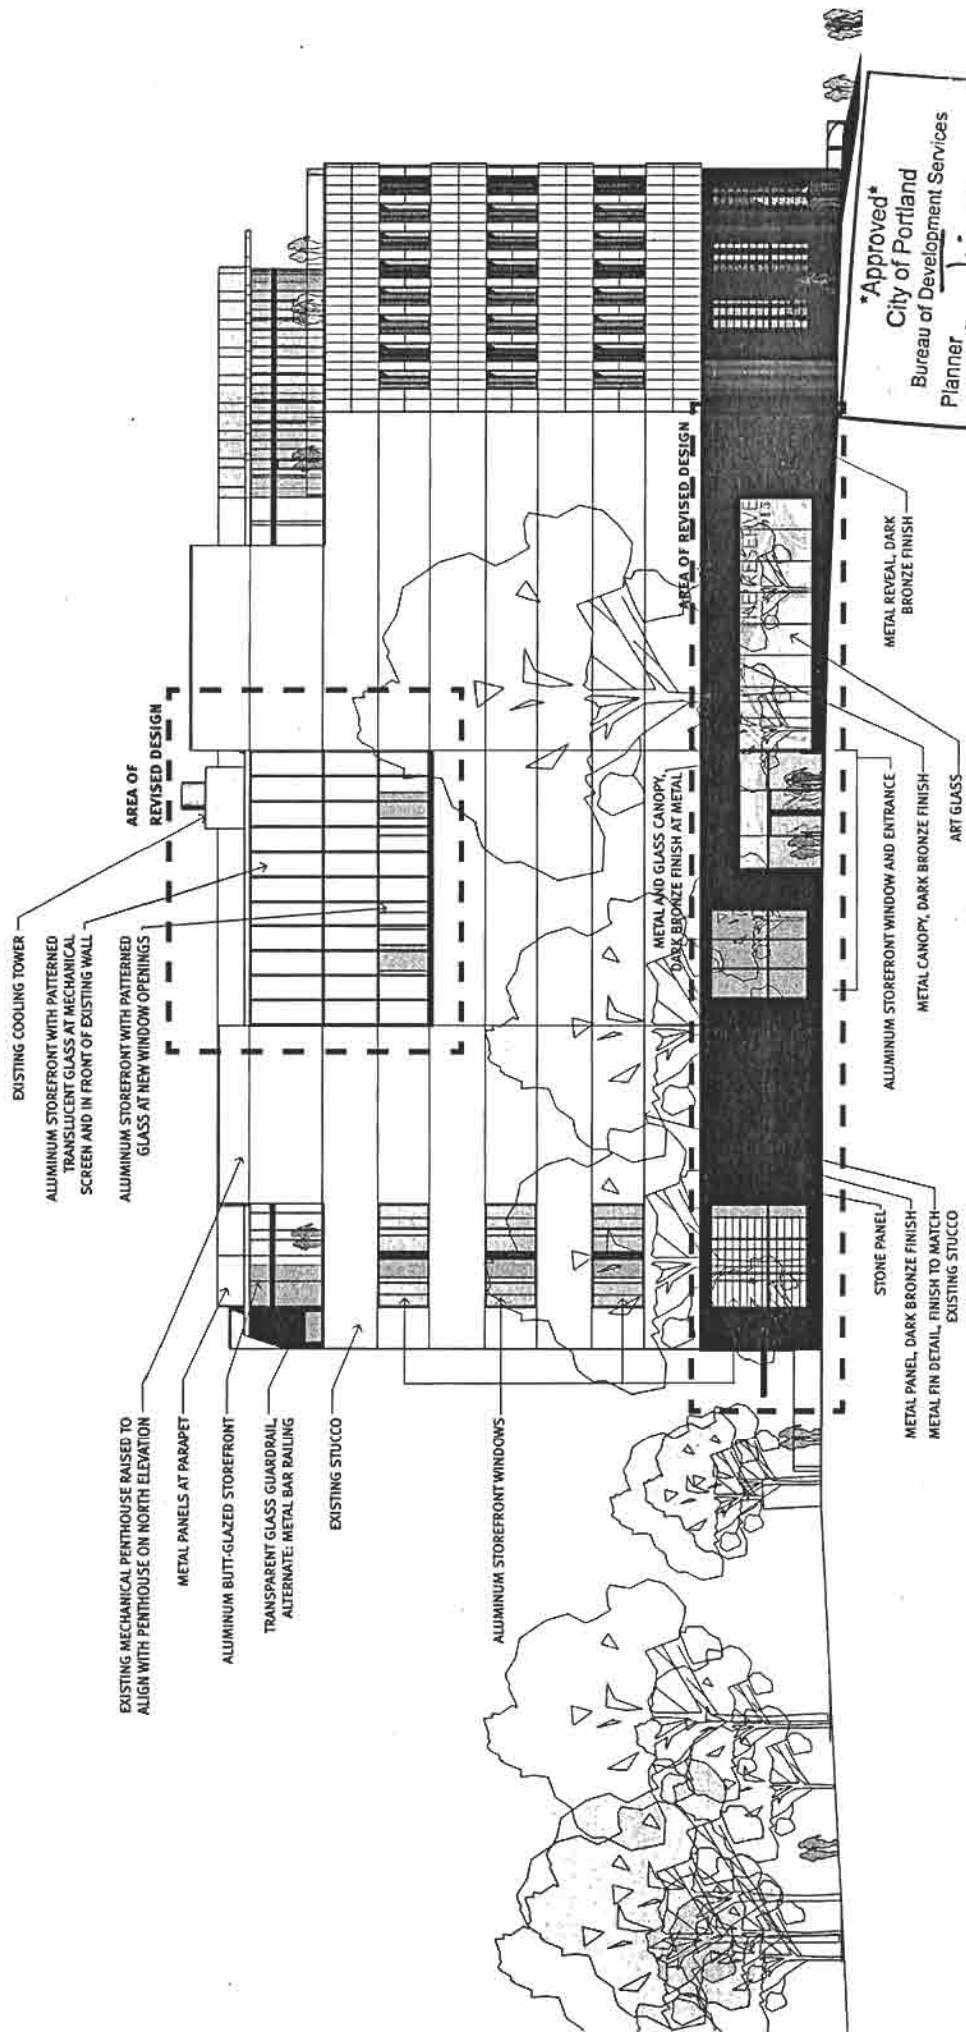 EXISTING COOLING TOWER
ALUMINUM STOREFRONT WITH PATTERNED
TRANSLUCENT GLASS AT MECHANICAL
SCREEN AND IN FRONT OF EXISTING WALL
ALUMINUM STOREFRONT WITH PATTERNED
GLASS AT NEW WINDOW OPENINGS
AREA OF
REVISED DESIGN
EXISTING MECHANICAL PENTHOUSE RAISED TO
ALIGN WITH PENTHOUSE ON NORTH ELEVATION
METAL PANELS AT PARAPET
ALUMINUM BUTT-GLAZED STOREFRONT
TRANSPARENT GLASS GUARDRAIL,
ALTERNATE: METAL BAR RAILING
EXISTING STUCCO
ALUMINUM STOREFRONT WINDOWS
METAL AND GLASS CANOPY,
DARK BRONZE FINISH AT METAL
AREA OF REVISED DESIGN
THE RESERVE
STONE PANEL
METAL PANEL, DARK BRONZE FINISH
METAL FIN DETAIL, FINISH TO MATCH
EXISTING STUCCO
ALUMINUM STOREFRONT WINDOW AND ENTRANCE
METAL CANOPY, DARK BRONZE FINISH
ART GLASS
METAL REVEAL, DARK
BRONZE FINISH
*Approved*
City of Portland
Bureau of Development Services
Planner